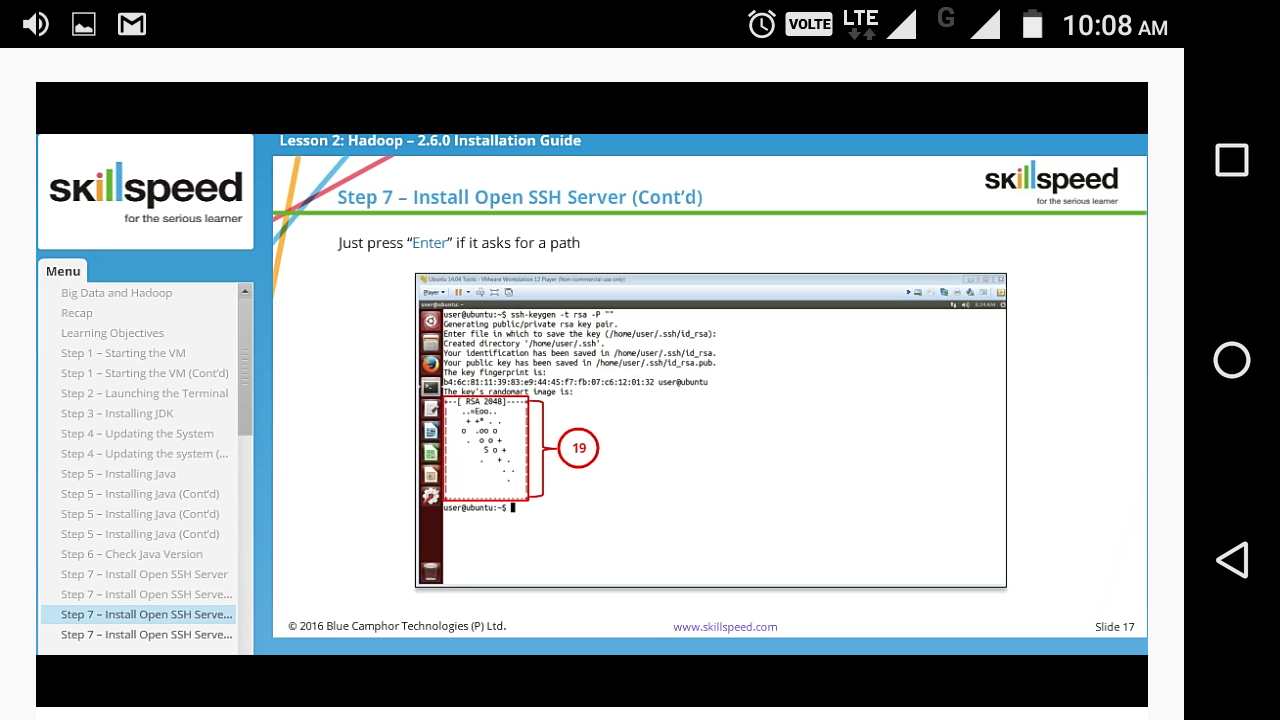 VOLTE LTE G 10:08 AM
Lesson 2: Hadoop – 2.6.0 Installation Guide
skillspeed
for the serious learner
Menu
Big Data and Hadoop
Recap
Learning Objectives
Step 1 – Starting the VM
Step 1 – Starting the VM (Cont'd)
Step 2 – Launching the Terminal
Step 3 – Installing JDK
Step 4 – Updating the System
Step 4 – Updating the system (...
Step 5 – Installing Java
Step 5 – Installing Java (Cont'd)
Step 5 – Installing Java (Cont'd)
Step 5 – Installing Java (Cont'd)
Step 6 – Check Java Version
Step 7 – Install Open SSH Server
Step 7 – Install Open SSH Serve...
Step 7 – Install Open SSH Serve...
Step 7 – Install Open SSH Serve...
Step 7 – Install Open SSH Server (Cont'd)
skillspeed
for the serious learner
Just press “Enter” if it asks for a path
Ubuntu 14.04 Tools - VMware Workstation 12 Player (Non-commercial use only)
Player
user@ubuntu: ~
user@ubuntu:~$ ssh-keygen -t rsa -P ""
Generating public/private rsa key pair.
Enter file in which to save the key (/home/user/.ssh/id_rsa):
Created directory '/home/user/.ssh'.
Your identification has been saved in /home/user/.ssh/id_rsa.
Your public key has been saved in /home/user/.ssh/id_rsa.pub.
The key fingerprint is:
b4:6c:81:11:39:83:e9:44:45:f7:fb:07:c6:12:01:32 user@ubuntu
The key's randomart image is:
+--[ RSA 2048]----+
..=Eoo..
+ +* . .
o .oo o
. o o +
S o +
. + .
. .
.
19
user@ubuntu:~$
© 2016 Blue Camphor Technologies (P) Ltd.
www.skillspeed.com
Slide 17